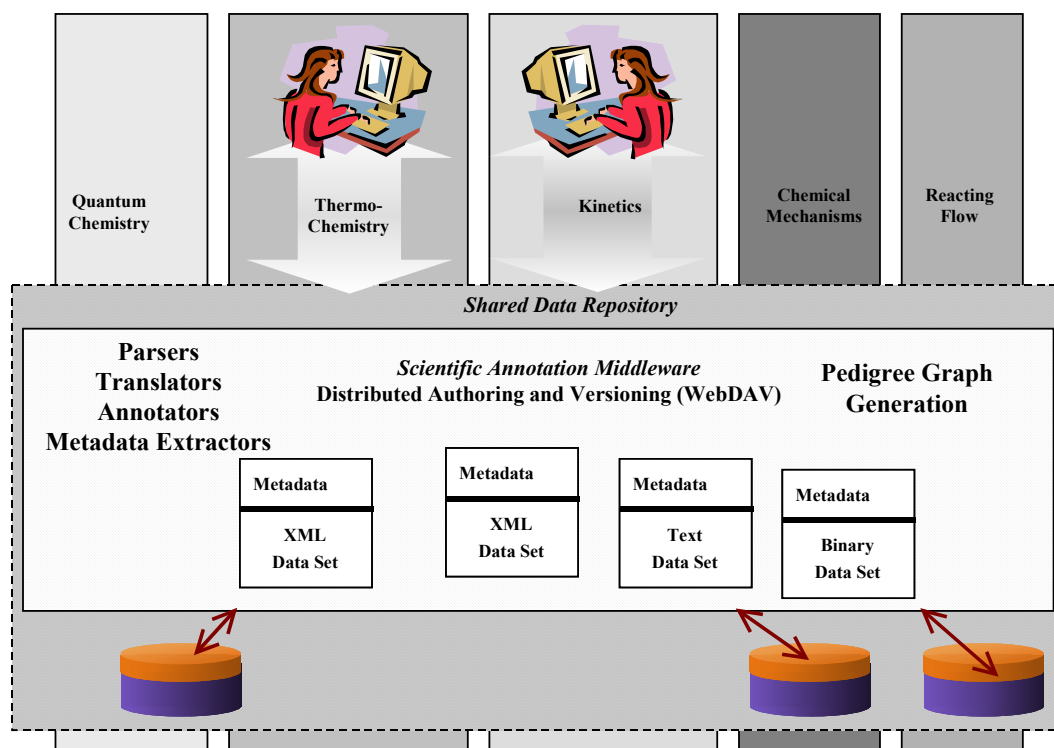 Quantum
Chemistry
Thermo-
Chemistry
Kinetics
Chemical
Mechanisms
Reacting
Flow
Shared Data Repository
Parsers
Translators
Annotators
Metadata Extractors
Scientific Annotation Middleware
Distributed Authoring and Versioning (WebDAV)
Pedigree Graph
Generation
Metadata
XML
Data Set
Metadata
XML
Data Set
Metadata
Text
Data Set
Metadata
Binary
Data Set